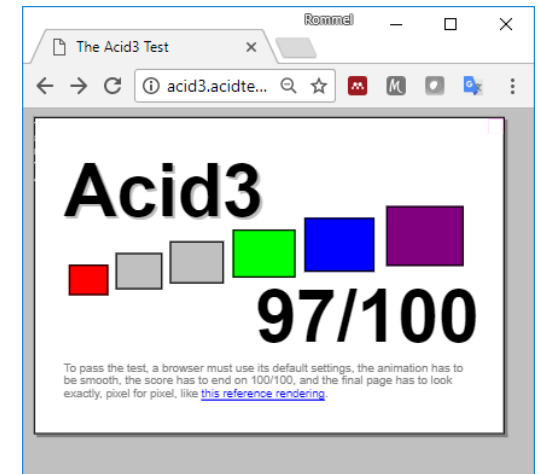 Rommel
The Acid3 Test
acid3.acidte...
Acid3
97/100
To pass the test, a browser must use its default settings, the animation has to
be smooth, the score has to end on 100/100, and the final page has to look
exactly, pixel for pixel, like this reference rendering.